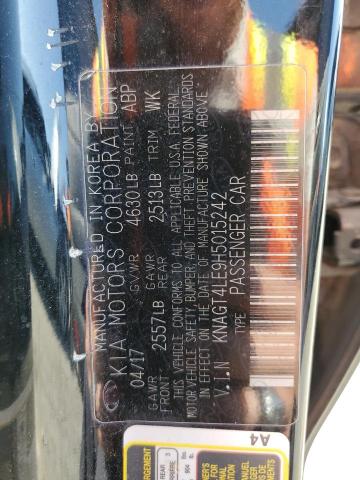 MANUFACTURED IN KOREA BY
KIA MOTORS CORPORATION
GVWR 4630LB PAINT ABP
04/17
GAWR FRONT 2557LB GAWR REAR 2513LB TRIM WK
THIS VEHICLE CONFORMS TO ALL APPLICABLE U.S.A. FEDERAL
MOTOR VEHICLE SAFETY, BUMPER, AND THEFT PREVENTION STANDARDS
IN EFFECT ON THE DATE OF MANUFACTURE SHOWN ABOVE
V.I.N KNAGT4LE9H5015242
TYPE PASSENGER CAR
A4
REAR 3